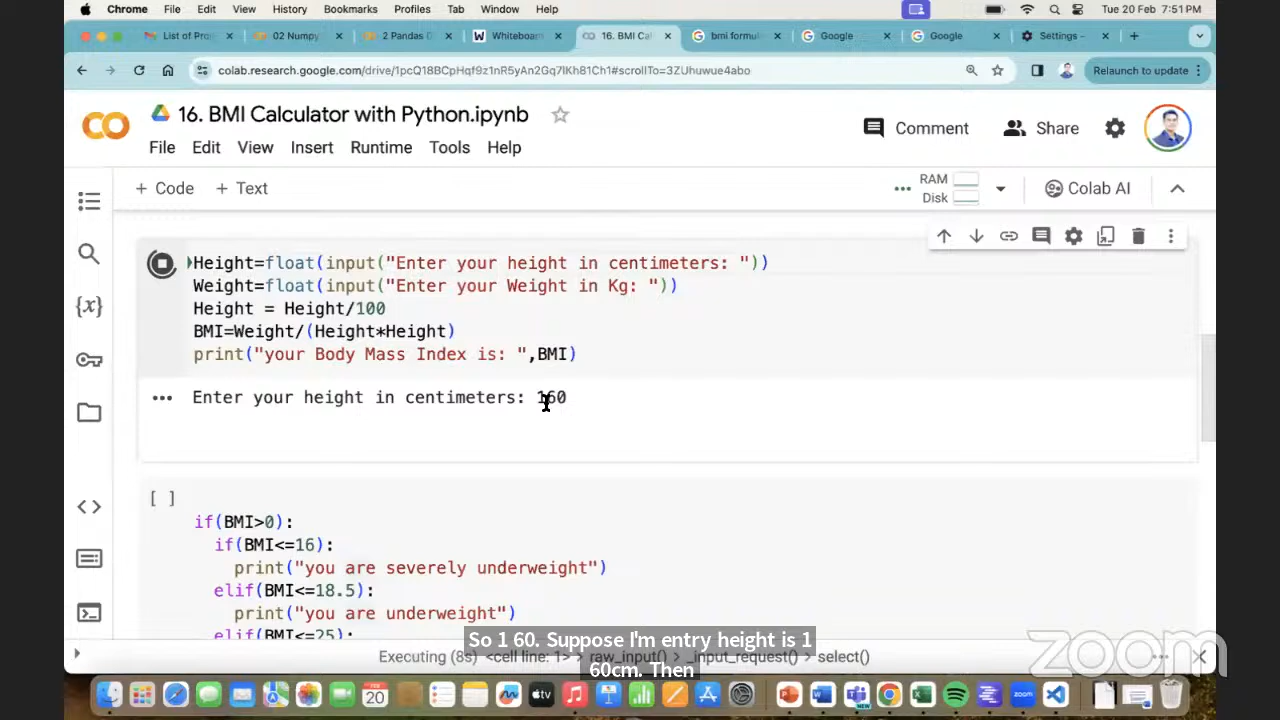 Chrome File Edit View History Bookmarks Profiles Tab Window Help Tue 20 Feb 7:51 PM
List of Pro 02 Numpy 2 Pandas D Whiteboar 16. BMI Cal bmi formul Google Google Settings -
colab.research.google.com/drive/1pcQ18BCpHqf9z1nR5yAn2Gq7lKh81Ch1#scrollTo=3ZUhuwue4abo Relaunch to update
16. BMI Calculator with Python.ipynb
Comment Share
File Edit View Insert Runtime Tools Help
+ Code + Text RAM Disk Colab AI
Height=float(input("Enter your height in centimeters: "))
Weight=float(input("Enter your Weight in Kg: "))
Height = Height/100
BMI=Weight/(Height*Height)
print("your Body Mass Index is: ",BMI)
Enter your height in centimeters: 160
[ ]
if(BMI>0):
if(BMI<=16):
print("you are severely underweight")
elif(BMI<=18.5):
print("you are underweight")
elif(BMI<=25):
So 1 60. Suppose I'm entry height is 1
60cm. Then
Executing (8s) <cell line: 1> > raw_input() > _input_request() > select()
zoom